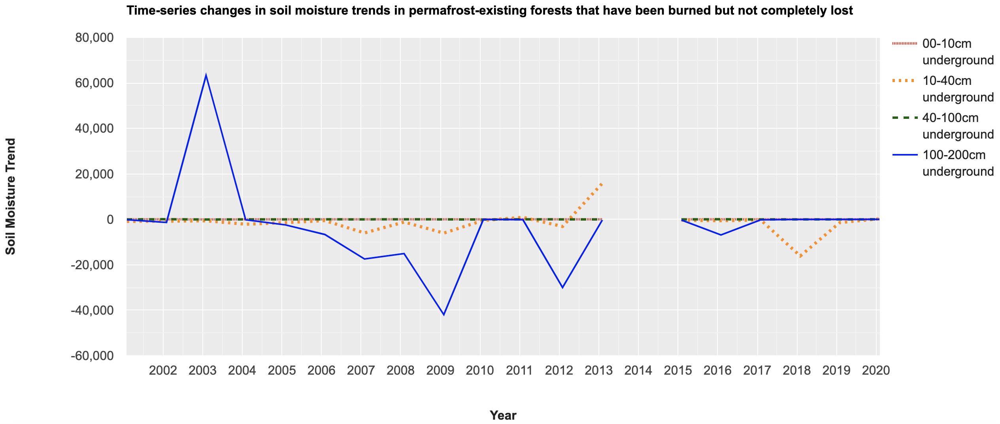 Time-series changes in soil moisture trends in permafrost-existing forests that have been burned but not completely lost
80,000
60,000
40,000
20,000
0
-20,000
-40,000
-60,000
Soil Moisture Trend
2002 2003 2004 2005 2006 2007 2008 2009 2010 2011 2012 2013 2014 2015 2016 2017 2018 2019 2020
Year
00-10cm
underground
10-40cm
underground
40-100cm
underground
100-200cm
underground